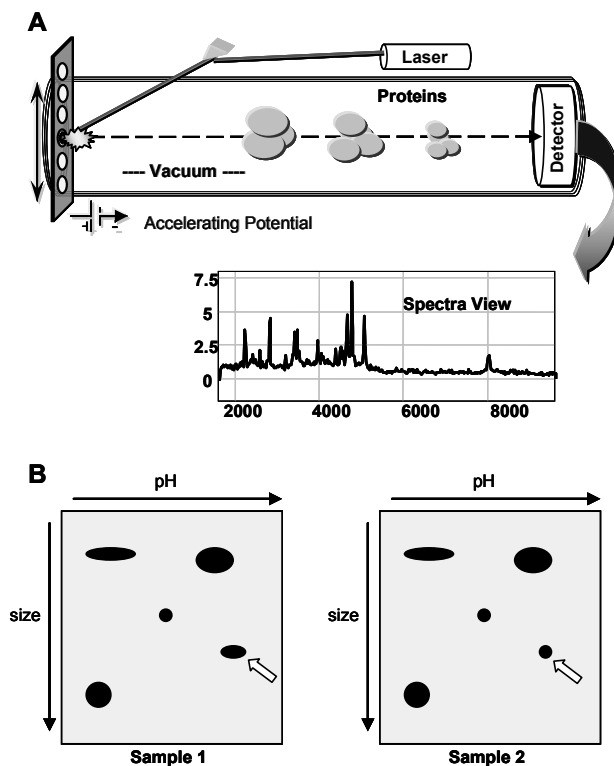 A
Laser
Proteins
Detector
---- Vacuum ----
Accelerating Potential
7.5
Spectra View
5
2.5
0
2000 4000 6000 8000
B
pH pH
size size
Sample 1 Sample 2